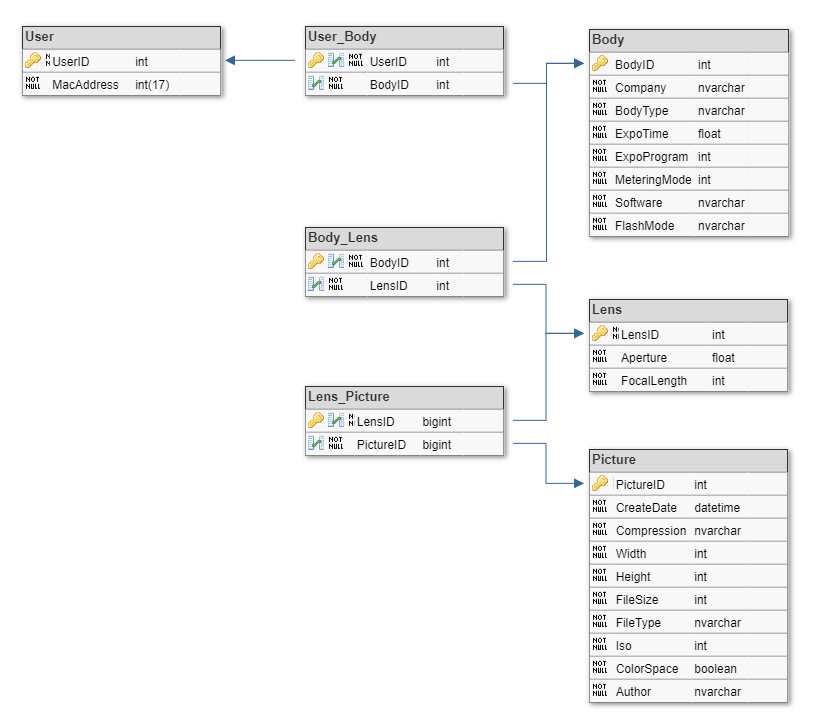 User
UserID int
NOT NULL MacAddress int(17)
User_Body
NOT NULL UserID int
NOT NULL BodyID int
Body
BodyID int
NOT NULL Company nvarchar
NOT NULL BodyType nvarchar
NOT NULL ExpoTime float
NOT NULL ExpoProgram int
NOT NULL MeteringMode int
NOT NULL Software nvarchar
NOT NULL FlashMode nvarchar
Body_Lens
NOT NULL BodyID int
NOT NULL LensID int
Lens
LensID int
NOT NULL Aperture float
NOT NULL FocalLength int
Lens_Picture
LensID bigint
NOT NULL PictureID bigint
Picture
PictureID int
NOT NULL CreateDate datetime
NOT NULL Compression nvarchar
NOT NULL Width int
NOT NULL Height int
NOT NULL FileSize int
NOT NULL FileType nvarchar
NOT NULL Iso int
NOT NULL ColorSpace boolean
NOT NULL Author nvarchar